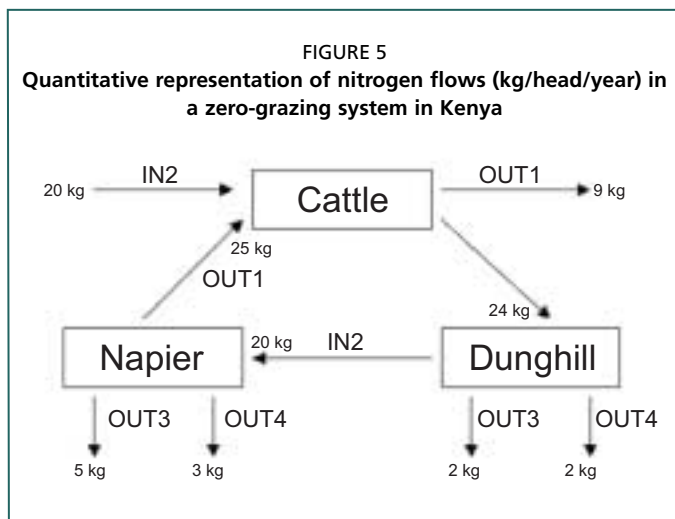 FIGURE 5
Quantitative representation of nitrogen flows (kg/head/year) in
a zero-grazing system in Kenya
20 kg
IN2
Cattle
OUT1
9 kg
25 kg
OUT1
24 kg
Napier
20 kg
IN2
Dunghill
OUT3
OUT4
OUT3
OUT4
5 kg
3 kg
2 kg
2 kg